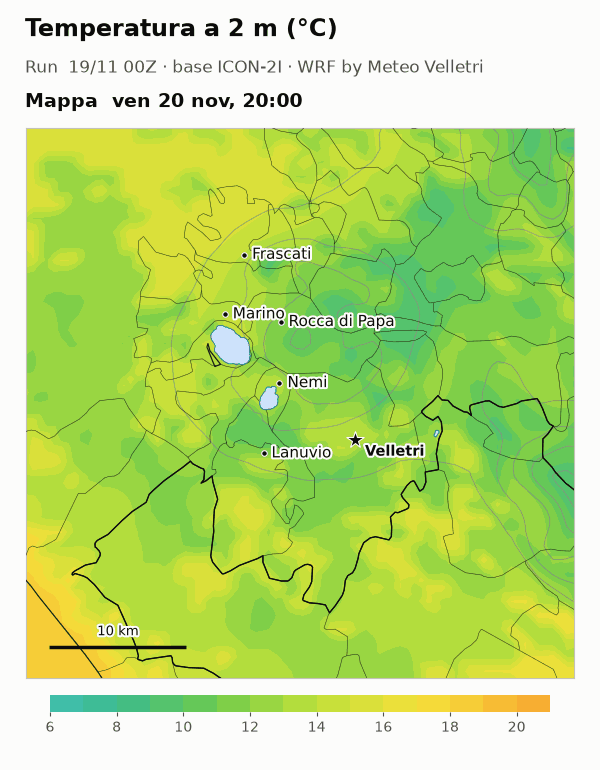 Temperatura a 2 m (°C)
Run  19/11 00Z · base ICON-2I · WRF by Meteo Velletri
Mappa  ven 20 nov, 20:00
Frascati
Marino
Rocca di Papa
Nemi
Velletri
Lanuvio
10 km
6 8 10 12 14 16 18 20